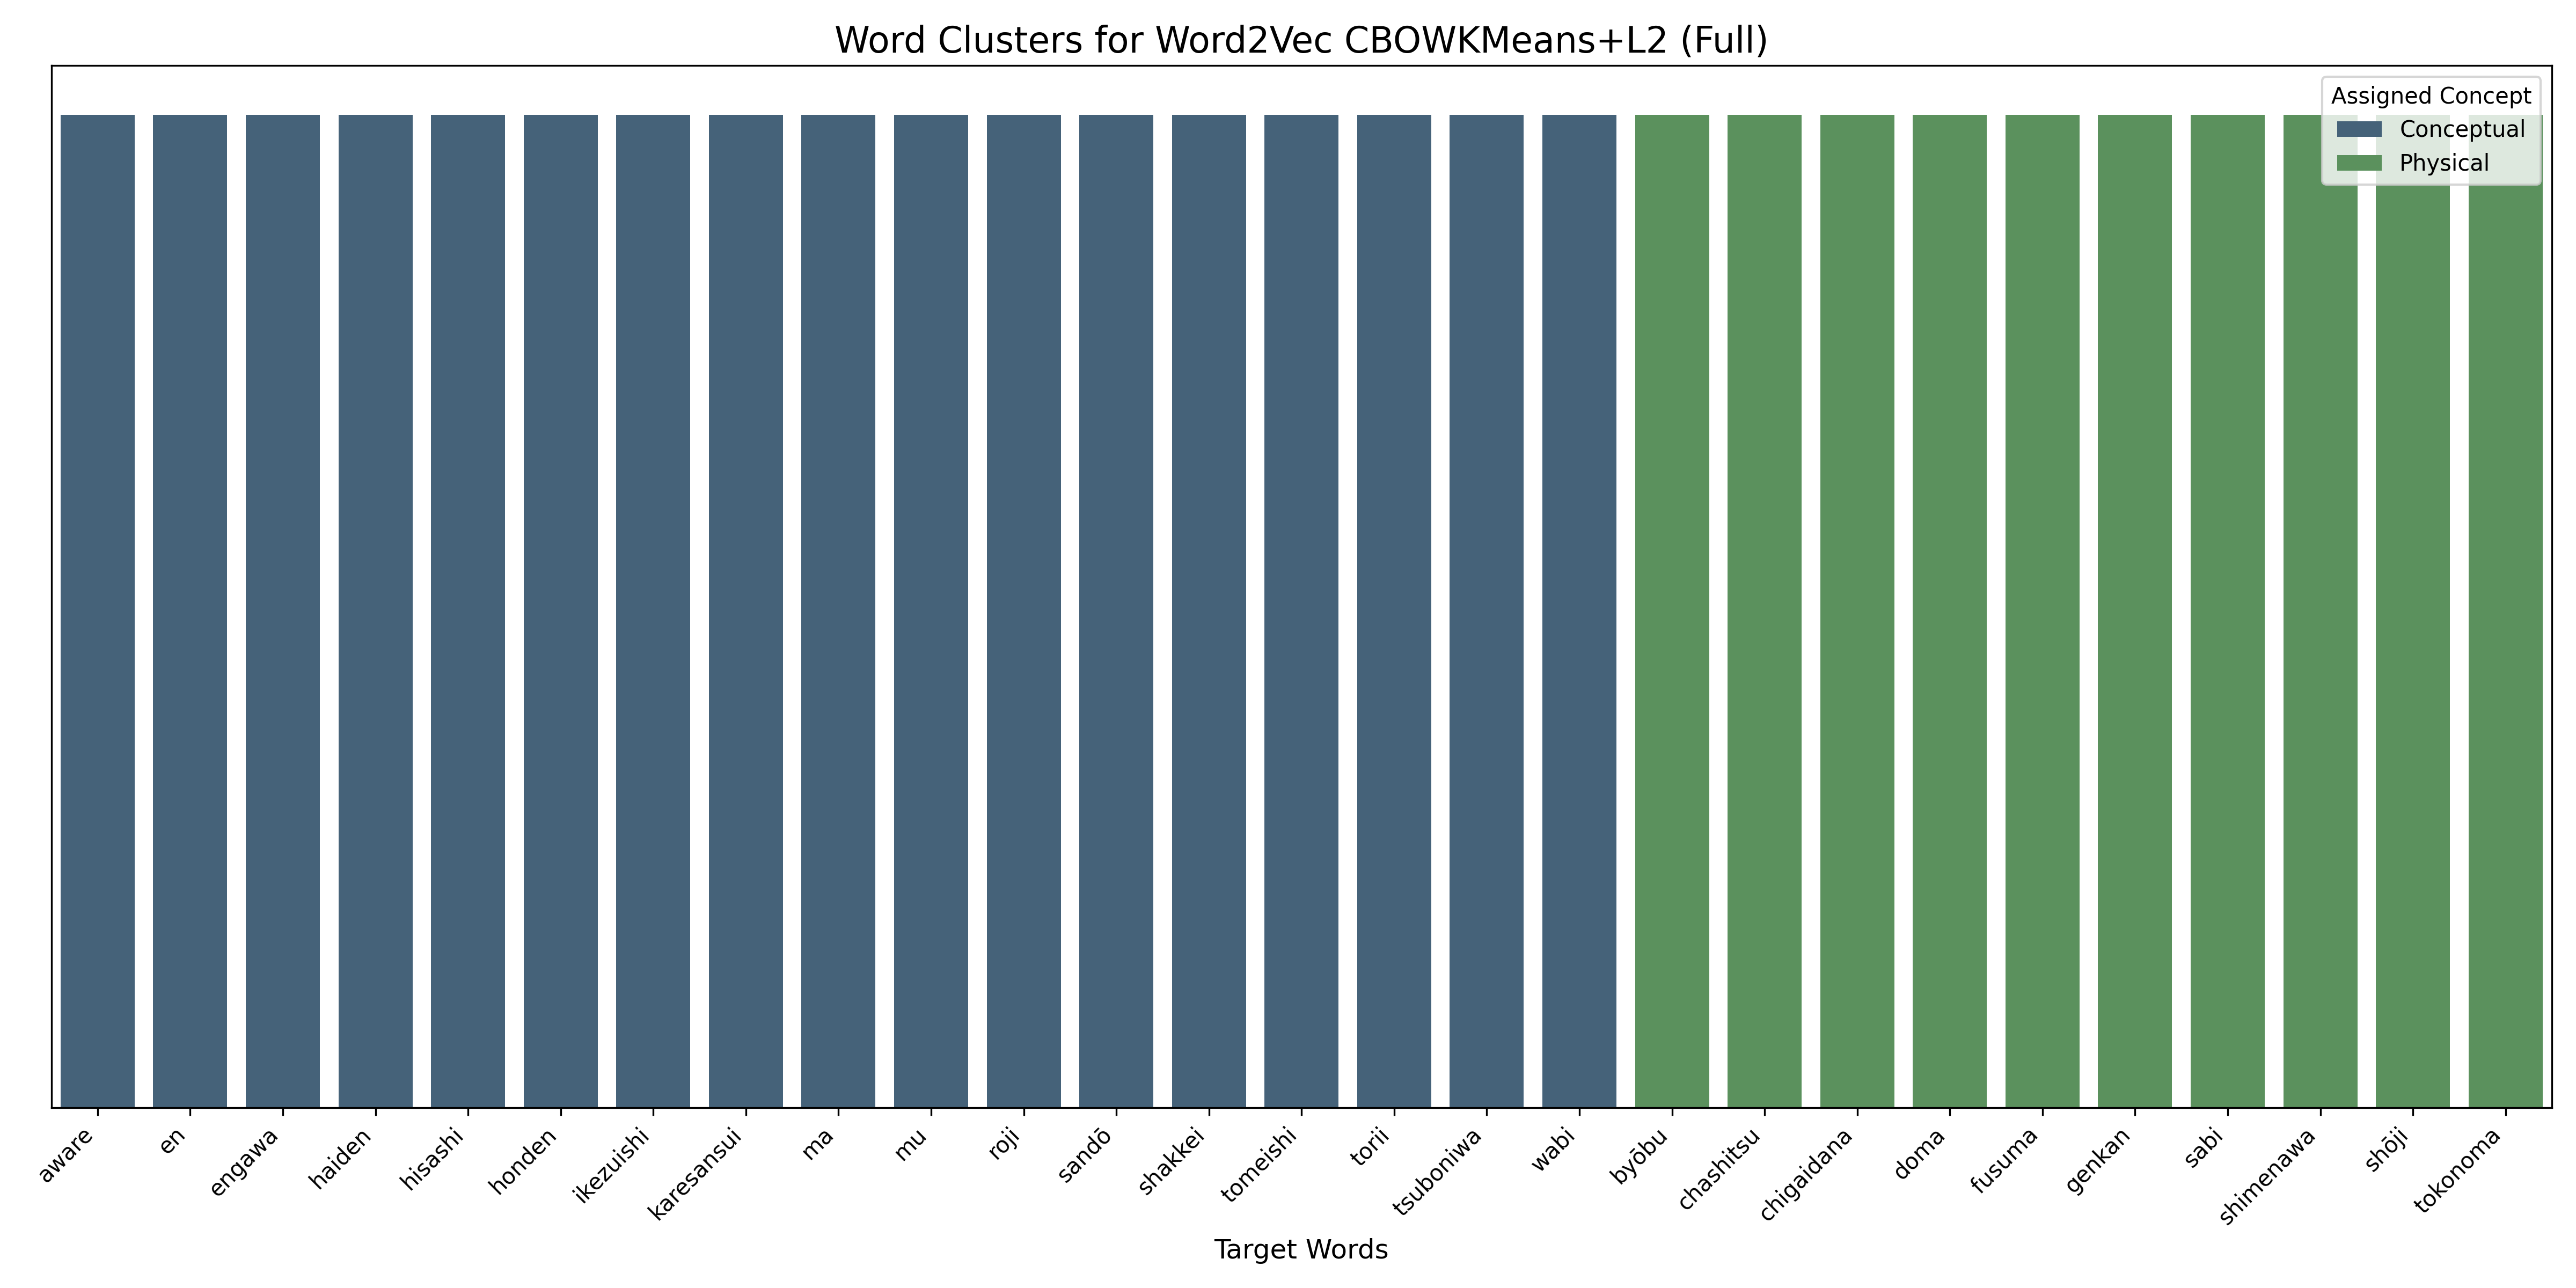 Word Clusters for Word2Vec CBOWKMeans+L2 (Full)
Assigned Concept
Conceptual
Physical
aware
en
engawa
haiden
hisashi
honden
ikezuishi
karesansui
ma
mu
roji
sandō
shakkei
tomeishi
torii
tsuboniwa
wabi
byōbu
chashitsu
chigaidana
doma
fusuma
genkan
sabi
shimenawa
shōji
tokonoma
Target Words